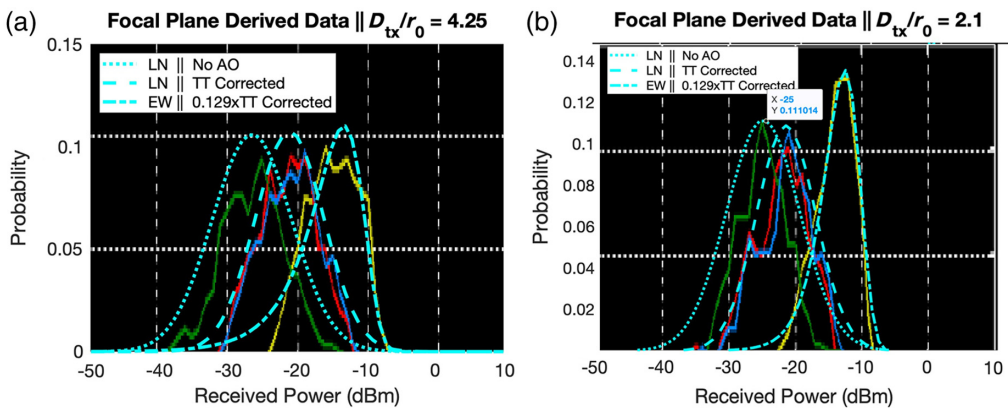 (a) Focal Plane Derived Data || D_tx/r_0 = 4.25
0.15
LN || No AO
LN || TT Corrected
EW || 0.129xTT Corrected
0.1
0.05
0
Probability
-50 -40 -30 -20 -10 0 10
Received Power (dBm)
(b) Focal Plane Derived Data || D_tx/r_0 = 2.1
0.14
LN || No AO
LN || TT Corrected
EW || 0.129xTT Corrected
X -25
Y 0.111014
0.12
0.1
0.08
0.06
0.04
0.02
Probability
-50 -40 -30 -20 -10 0 10
Received Power (dBm)